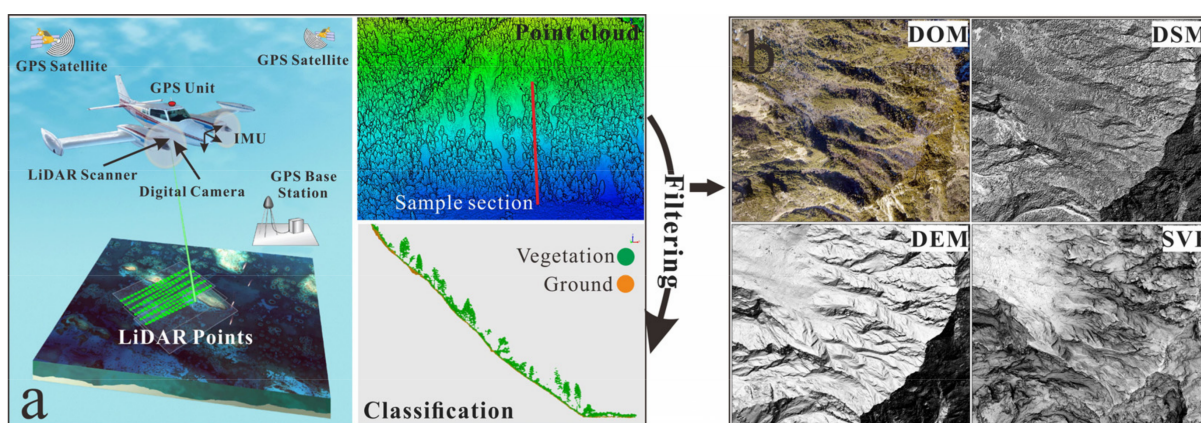 GPS Satellite
GPS Satellite
GPS Unit
IMU
LiDAR Scanner
Digital Camera
GPS Base
Station
LiDAR Points
a
Point cloud
Sample section
Vegetation
Ground
Classification
Filtering
b
DOM
DSM
DEM
SVF